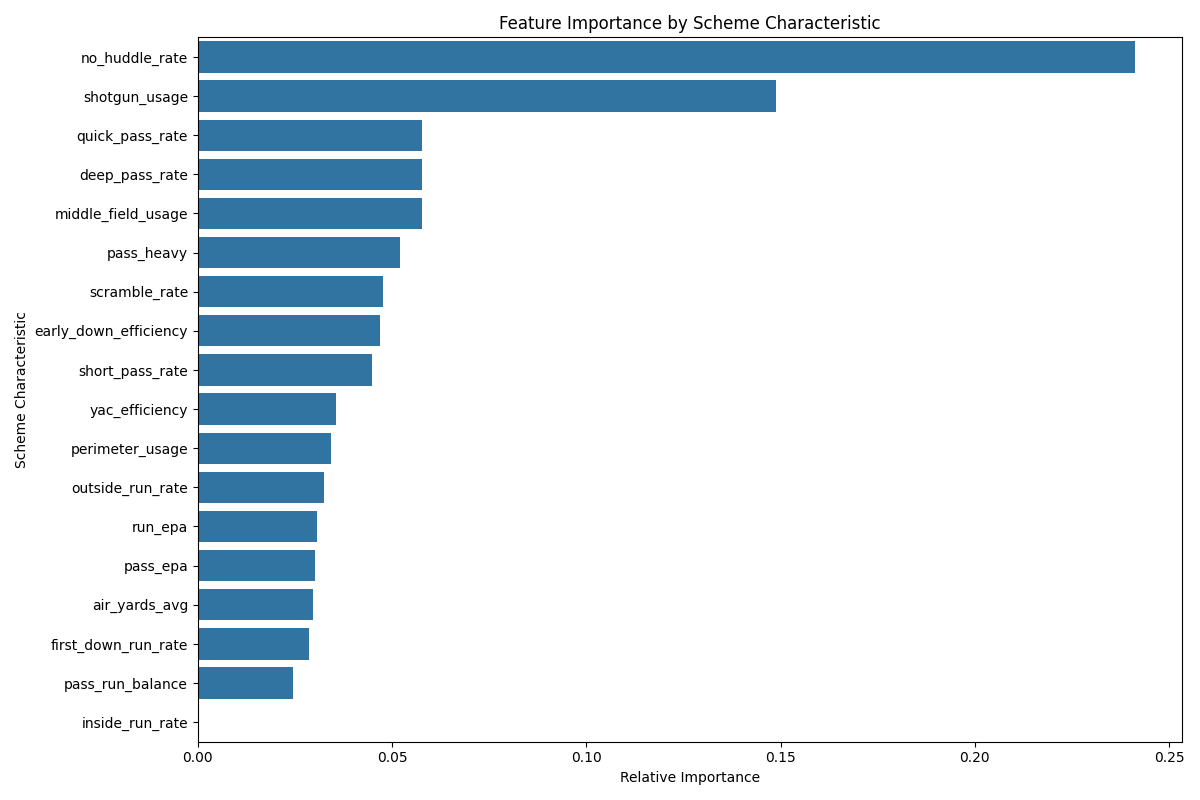 Feature Importance by Scheme Characteristic
no_huddle_rate
shotgun_usage
quick_pass_rate
deep_pass_rate
middle_field_usage
pass_heavy
scramble_rate
early_down_efficiency
short_pass_rate
yac_efficiency
perimeter_usage
outside_run_rate
run_epa
pass_epa
air_yards_avg
first_down_run_rate
pass_run_balance
inside_run_rate
Scheme Characteristic
0.00 0.05 0.10 0.15 0.20 0.25
Relative Importance